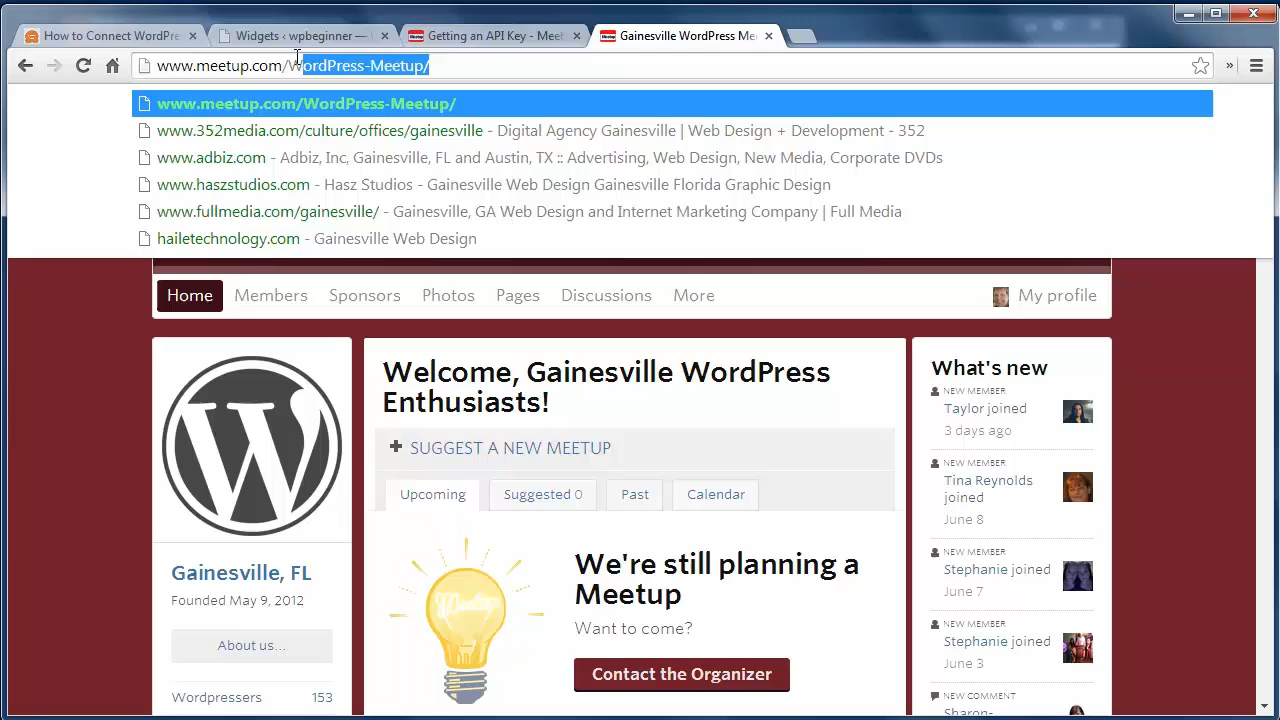 How to Connect WordPre
Widgets ‹ wpbeginner —
Getting an API Key - Meet
Gainesville WordPress Me
www.meetup.com/WordPress-Meetup/
www.meetup.com/WordPress-Meetup/
www.352media.com/culture/offices/gainesville - Digital Agency Gainesville | Web Design + Development - 352
www.adbiz.com - Adbiz, Inc, Gainesville, FL and Austin, TX :: Advertising, Web Design, New Media, Corporate DVDs
www.haszstudios.com - Hasz Studios - Gainesville Web Design Gainesville Florida Graphic Design
www.fullmedia.com/gainesville/ - Gainesville, GA Web Design and Internet Marketing Company | Full Media
hailetechnology.com - Gainesville Web Design
Home Members Sponsors Photos Pages Discussions More My profile
Gainesville, FL
Founded May 9, 2012
About us...
Wordpressers 153
Welcome, Gainesville WordPress
Enthusiasts!
SUGGEST A NEW MEETUP
Upcoming Suggested 0 Past Calendar
Meetup
We're still planning a
Meetup
Want to come?
Contact the Organizer
What's new
NEW MEMBER
Taylor joined
3 days ago
NEW MEMBER
Tina Reynolds
joined
June 8
NEW MEMBER
Stephanie joined
June 7
NEW MEMBER
Stephanie joined
June 3
NEW COMMENT
Sharon-